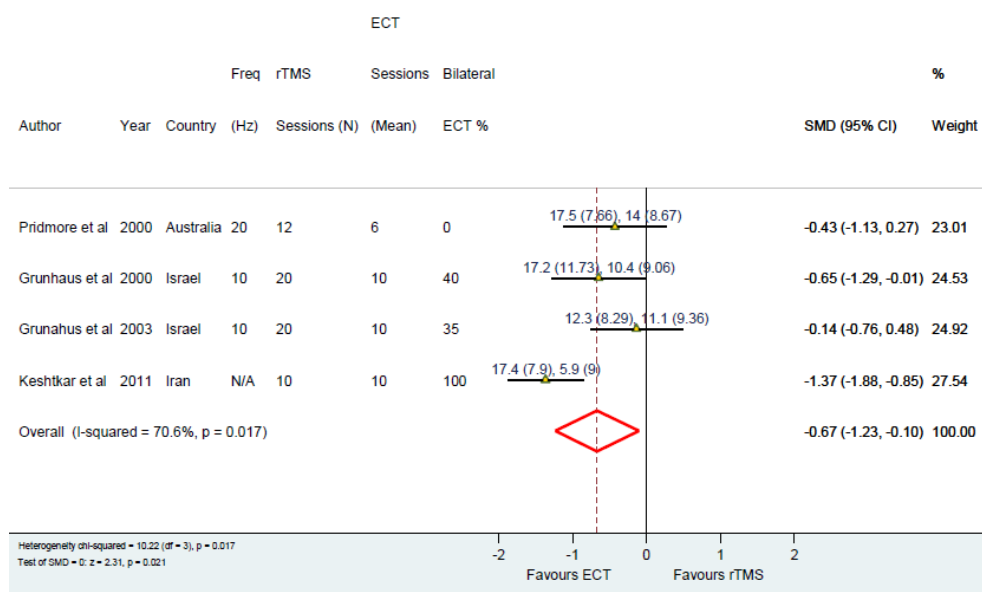 ECT
Freq rTMS Sessions Bilateral %
Author Year Country (Hz) Sessions (N) (Mean) ECT % SMD (95% CI) Weight
17.5 (7.66), 14 (8.67)
Pridmore et al 2000 Australia 20 12 6 0 -0.43 (-1.13, 0.27) 23.01
17.2 (11.73), 10.4 (9.06)
Grunhaus et al 2000 Israel 10 20 10 40 -0.65 (-1.29, -0.01) 24.53
12.3 (8.29), 11.1 (9.36)
Grunahus et al 2003 Israel 10 20 10 35 -0.14 (-0.76, 0.48) 24.92
17.4 (7.9), 5.9 (9)
Keshtkar et al 2011 Iran N/A 10 10 100 -1.37 (-1.88, -0.85) 27.54
Overall (I-squared = 70.6%, p = 0.017) -0.67 (-1.23, -0.10) 100.00
Heterogeneity chi-squared = 10.22 (df = 3), p = 0.017
Test of SMD = 0: z = 2.31, p = 0.021
-2 -1 0 1 2
Favours ECT Favours rTMS